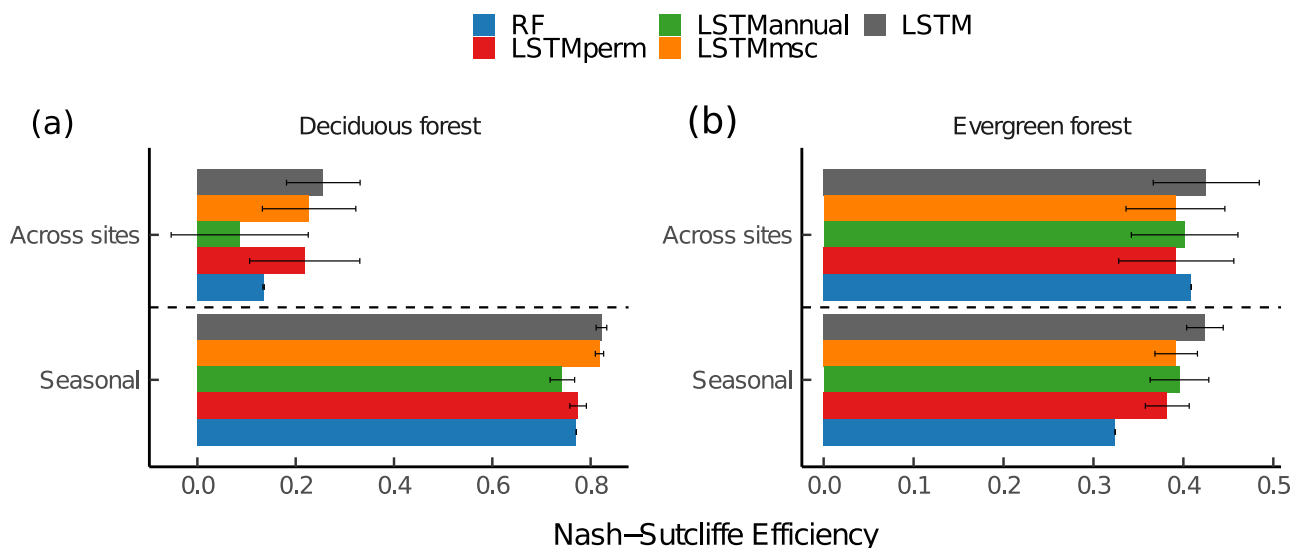 RF LSTMannual LSTM
LSTMperm LSTMmsc
(a) Deciduous forest
(b) Evergreen forest
Across sites
Seasonal
0.0 0.2 0.4 0.6 0.8
Across sites
Seasonal
0.0 0.1 0.2 0.3 0.4 0.5
Nash–Sutcliffe Efficiency